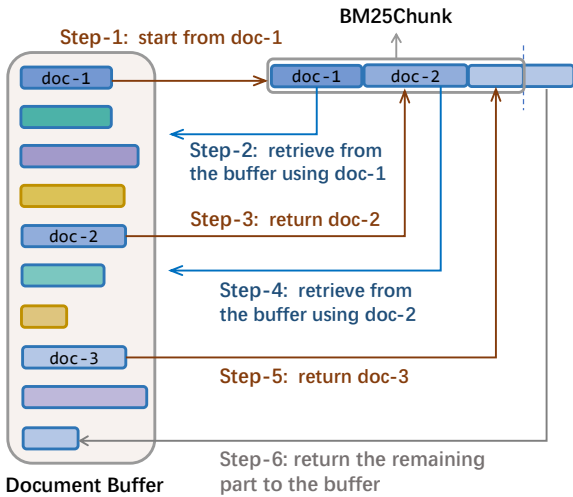 BM25Chunk
Step-1: start from doc-1
doc-1
doc-1
doc-2
Step-2: retrieve from
the buffer using doc-1
Step-3: return doc-2
doc-2
Step-4: retrieve from
the buffer using doc-2
doc-3
Step-5: return doc-3
Step-6: return the remaining
part to the buffer
Document Buffer